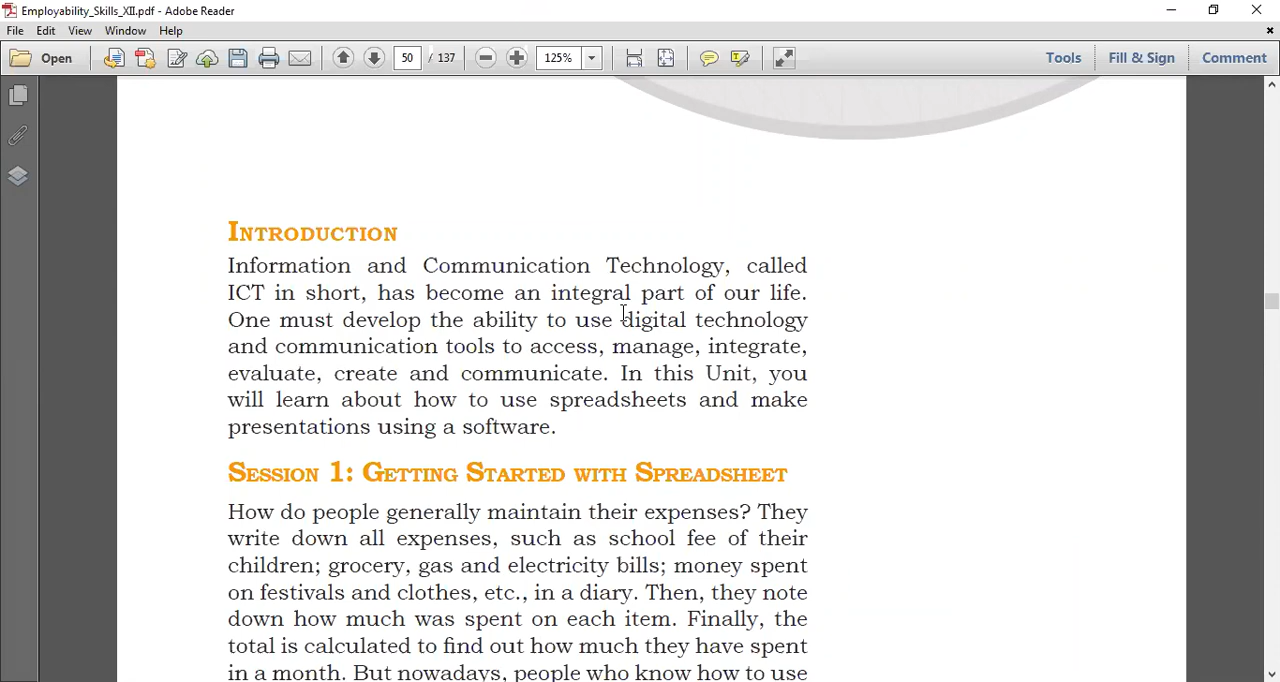 Employability_Skills_XII.pdf - Adobe Reader
File Edit View Window Help
Open 50 / 137 125% Tools Fill & Sign Comment
INTRODUCTION
Information and Communication Technology, called
ICT in short, has become an integral part of our life.
One must develop the ability to use digital technology
and communication tools to access, manage, integrate,
evaluate, create and communicate. In this Unit, you
will learn about how to use spreadsheets and make
presentations using a software.
SESSION 1: GETTING STARTED WITH SPREADSHEET
How do people generally maintain their expenses? They
write down all expenses, such as school fee of their
children; grocery, gas and electricity bills; money spent
on festivals and clothes, etc., in a diary. Then, they note
down how much was spent on each item. Finally, the
total is calculated to find out how much they have spent
in a month. But nowadays, people who know how to use